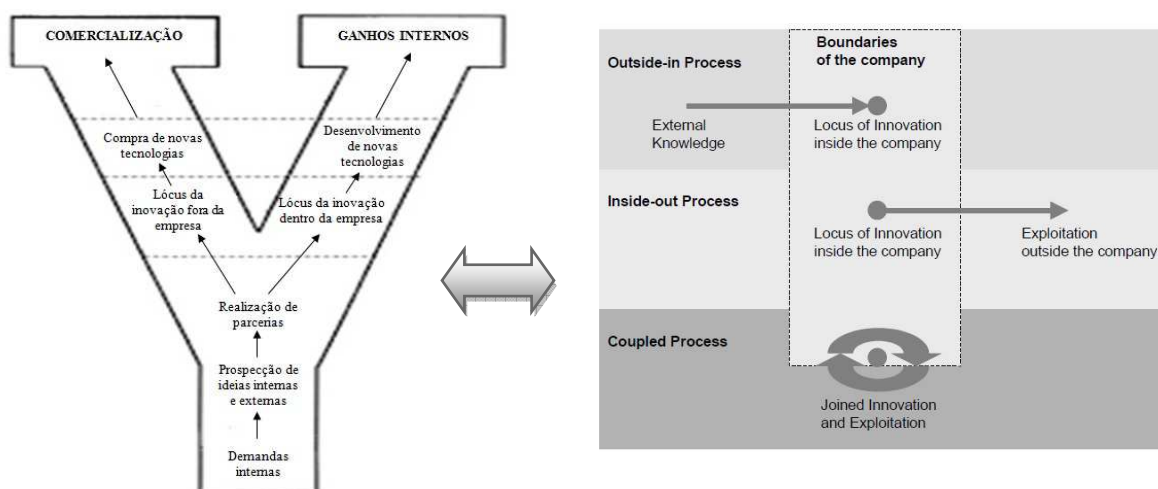 COMERCIALIZAÇÃO
GANHOS INTERNOS
Compra de novas
tecnologias
Desenvolvimento
de novas
tecnologias
Lócus da
inovação fora da
empresa
Lócus da inovação
dentro da empresa
Realização de
parcerias
Prospecção de
ideias internas
e externas
Demandas
internas
Boundaries
of the company
Outside-in Process
External
Knowledge
Locus of Innovation
inside the company
Inside-out Process
Locus of Innovation
inside the company
Exploitation
outside the company
Coupled Process
Joined Innovation
and Exploitation